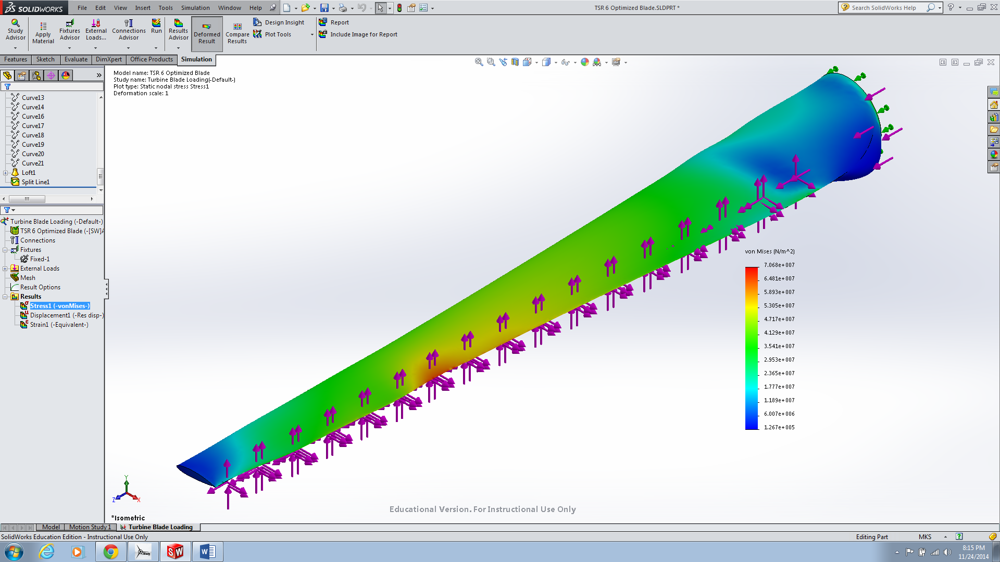 SOLIDWORKS File Edit View Insert Tools Simulation Window Help TSR 6 Optimized Blade.SLDPRT * Search SolidWorks Help
Study Advisor
Apply Material
Fixtures Advisor
External Loads...
Connections Advisor
Run
Results Advisor
Deformed Result
Compare Results
Design Insight
Plot Tools
Report
Include Image for Report
Features Sketch Evaluate DimXpert Office Products Simulation
Model name: TSR 6 Optimized Blade
Study name: Turbine Blade Loading(-Default-)
Plot type: Static nodal stress Stress1
Deformation scale: 1
Curve13
Curve14
Curve16
Curve17
Curve18
Curve19
Curve20
Curve21
Loft1
Split Line1
Turbine Blade Loading (-Default-)
TSR 6 Optimized Blade (-[SW]A
Connections
Fixtures
Fixed-1
External Loads
Mesh
Result Options
Results
Stress1 (-vonMises-)
Displacement1 (-Res disp-)
Strain1 (-Equivalent-)
von Mises (N/m^2)
7.068e+007
6.481e+007
5.893e+007
5.305e+007
4.717e+007
4.129e+007
3.541e+007
2.953e+007
2.365e+007
1.777e+007
1.189e+007
6.007e+006
1.267e+005
Y
Z X
Educational Version. For Instructional Use Only
*Isometric
Model Motion Study 1 Turbine Blade Loading
SolidWorks Education Edition - Instructional Use Only Editing Part MKS
8:15 PM
11/24/2014